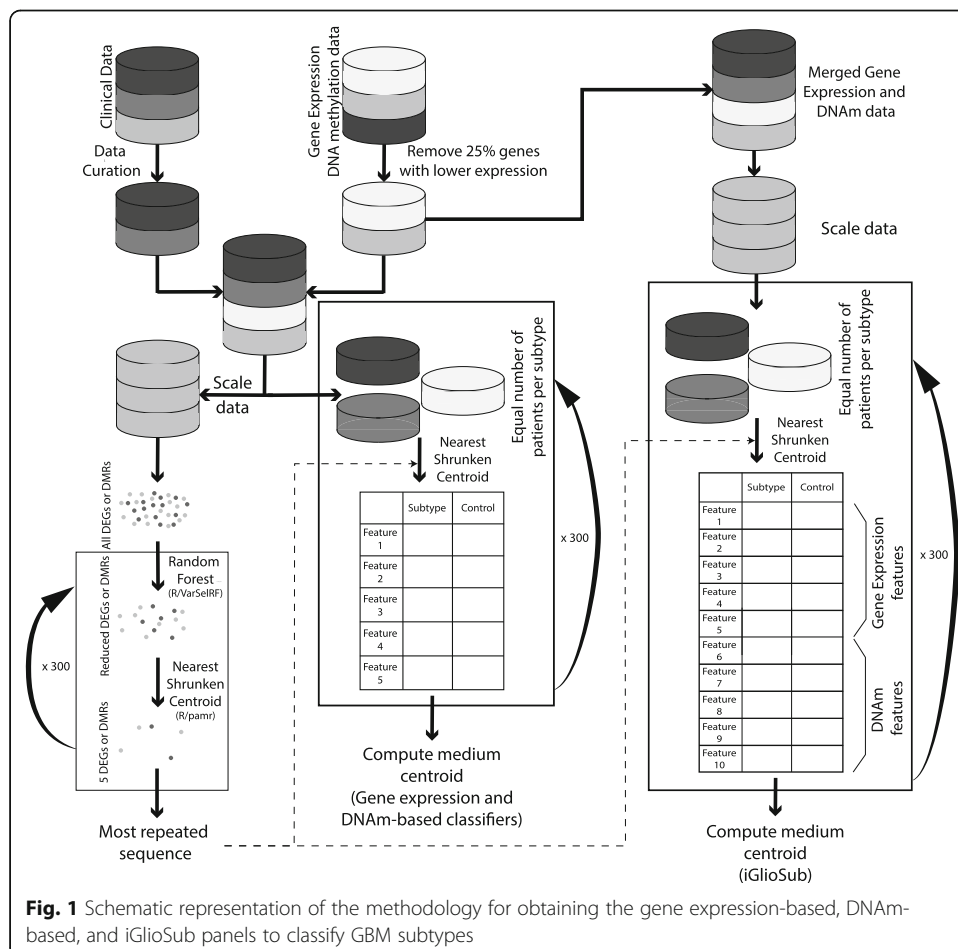 Clinical Data
Data
Curation
Gene Expression
DNA methylation data
Remove 25% genes
with lower expression
Merged Gene
Expression and
DNAm data
Scale data
Scale
data
Equal number of
patients per subtype
Nearest
Shrunken
Centroid
Subtype
Control
Feature
1
Feature
2
Feature
3
Feature
4
Feature
5
x 300
Compute medium
centroid
(Gene expression and
DNAm-based classifiers)
All DEGs or DMRs
Random
Forest
(R/VarSelRF)
Reduced DEGs or DMRs
x 300
Nearest
Shrunken
Centroid
(R/pamr)
5 DEGs or DMRs
Most repeated
sequence
Equal number of
patients per subtype
Nearest
Shrunken
Centroid
Subtype
Control
Feature
1
Feature
2
Feature
3
Feature
4
Feature
5
Feature
6
Feature
7
Feature
8
Feature
9
Feature
10
Gene Expression
features
DNAm
features
x 300
Compute medium
centroid
(iGlioSub)
Fig. 1 Schematic representation of the methodology for obtaining the gene expression-based, DNAm-
based, and iGlioSub panels to classify GBM subtypes